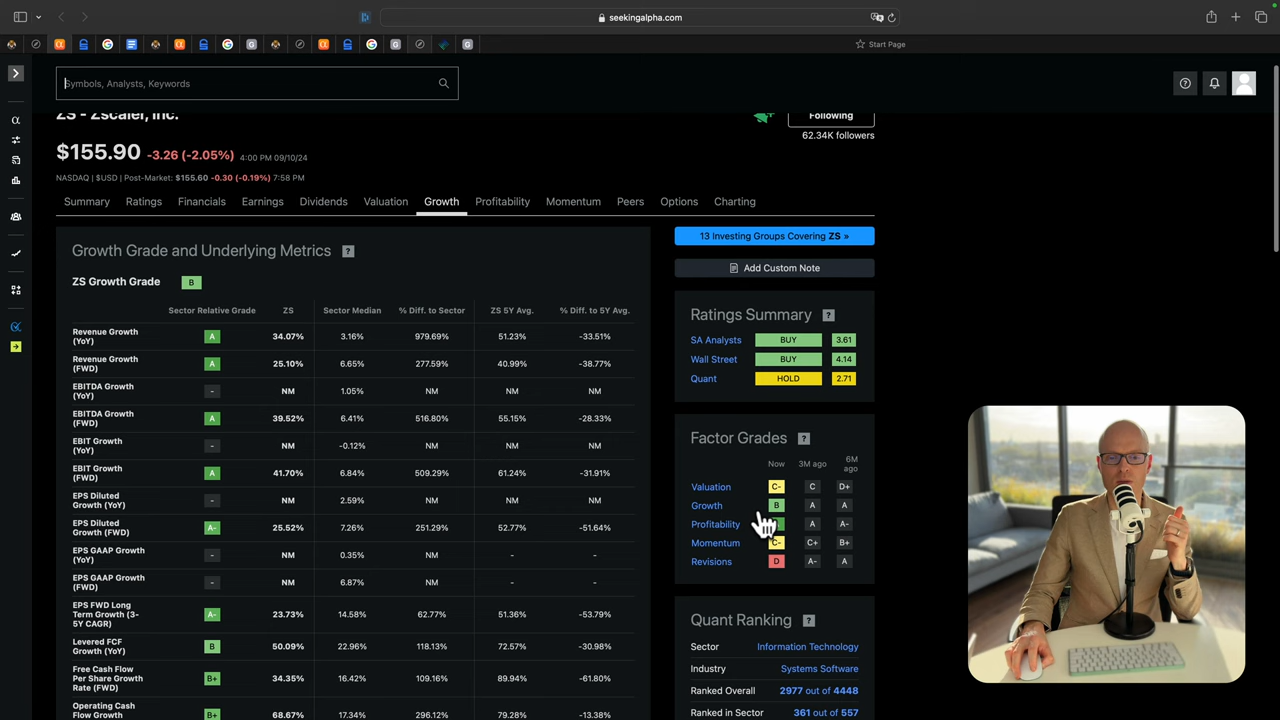 seekingalpha.com
Start Page
Symbols, Analysts, Keywords
ZS - Zscaler, Inc.
Following
62.34K followers
$155.90 -3.26 (-2.05%) 4:00 PM 09/10/24
NASDAQ | $USD | Post-Market: $155.60 -0.30 (-0.19%) 7:58 PM
Summary Ratings Financials Earnings Dividends Valuation Growth Profitability Momentum Peers Options Charting
Growth Grade and Underlying Metrics ?
ZS Growth Grade B
Sector Relative Grade ZS Sector Median % Diff. to Sector ZS 5Y Avg. % Diff. to 5Y Avg.
Revenue Growth (YoY) A 34.07% 3.16% 979.69% 51.23% -33.51%
Revenue Growth (FWD) A 25.10% 6.65% 277.59% 40.99% -38.77%
EBITDA Growth (YoY) - NM 1.05% NM NM NM
EBITDA Growth (FWD) A 39.52% 6.41% 516.80% 55.15% -28.33%
EBIT Growth (YoY) - NM -0.12% NM NM NM
EBIT Growth (FWD) A 41.70% 6.84% 509.29% 61.24% -31.91%
EPS Diluted Growth (YoY) - NM 2.59% NM NM NM
EPS Diluted Growth (FWD) A- 25.52% 7.26% 251.29% 52.77% -51.64%
EPS GAAP Growth (YoY) - NM 0.35% NM - -
EPS GAAP Growth (FWD) - NM 6.87% NM - -
EPS FWD Long Term Growth (3-5Y CAGR) A- 23.73% 14.58% 62.77% 51.36% -53.79%
Levered FCF Growth (YoY) B 50.09% 22.96% 118.13% 72.57% -30.98%
Free Cash Flow Per Share Growth Rate (FWD) B+ 34.35% 16.42% 109.16% 89.94% -61.80%
Operating Cash Flow Growth B+ 68.67% 17.34% 296.12% 79.28% -13.38%
13 Investing Groups Covering ZS »
Add Custom Note
Ratings Summary ?
SA Analysts BUY 3.61
Wall Street BUY 4.14
Quant HOLD 2.71
Factor Grades ?
Now 3M ago 6M ago
Valuation C- C D+
Growth B A A
Profitability A A-
Momentum C- C+ B+
Revisions D A- A
Quant Ranking ?
Sector Information Technology
Industry Systems Software
Ranked Overall 2977 out of 4448
Ranked in Sector 361 out of 557